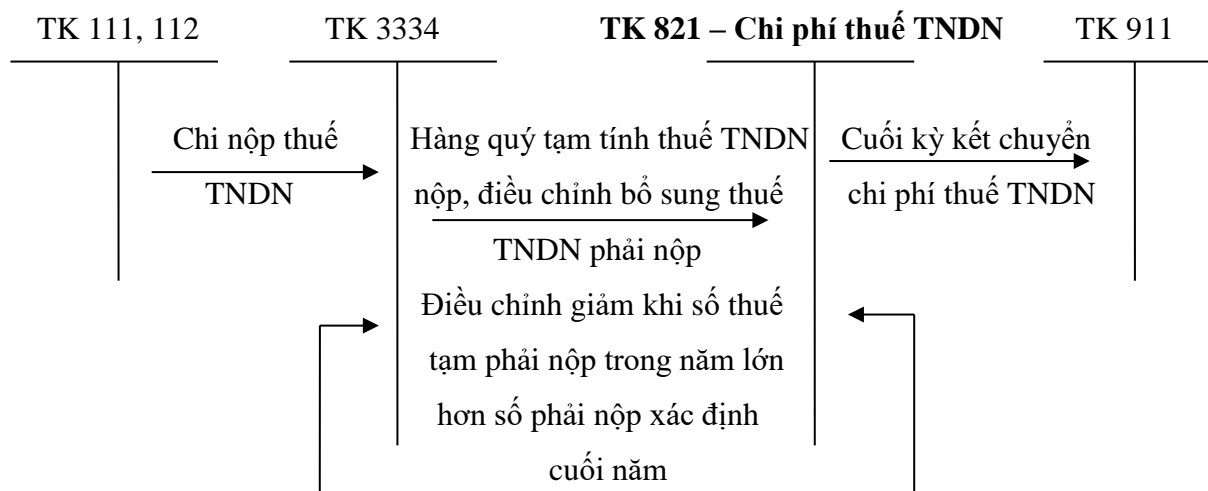 TK 111, 112 TK 3334 TK 821 – Chi phí thuế TNDN TK 911
Chi nộp thuế
TNDN
Hàng quý tạm tính thuế TNDN
nộp, điều chỉnh bổ sung thuế
TNDN phải nộp
Cuối kỳ kết chuyển
chi phí thuế TNDN
Điều chỉnh giảm khi số thuế
tạm phải nộp trong năm lớn
hơn số phải nộp xác định
cuối năm